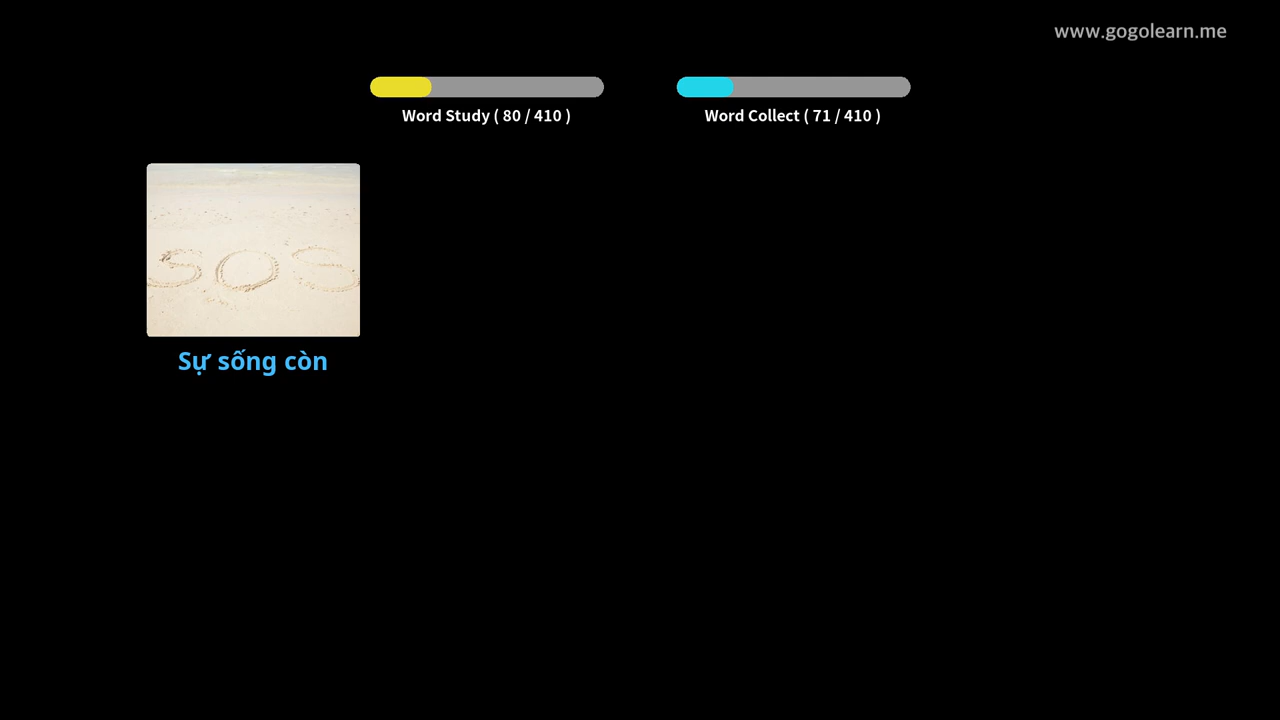 www.gogolearn.me
Word Study ( 80 / 410 )
Word Collect ( 71 / 410 )
SOS
Sự sống còn